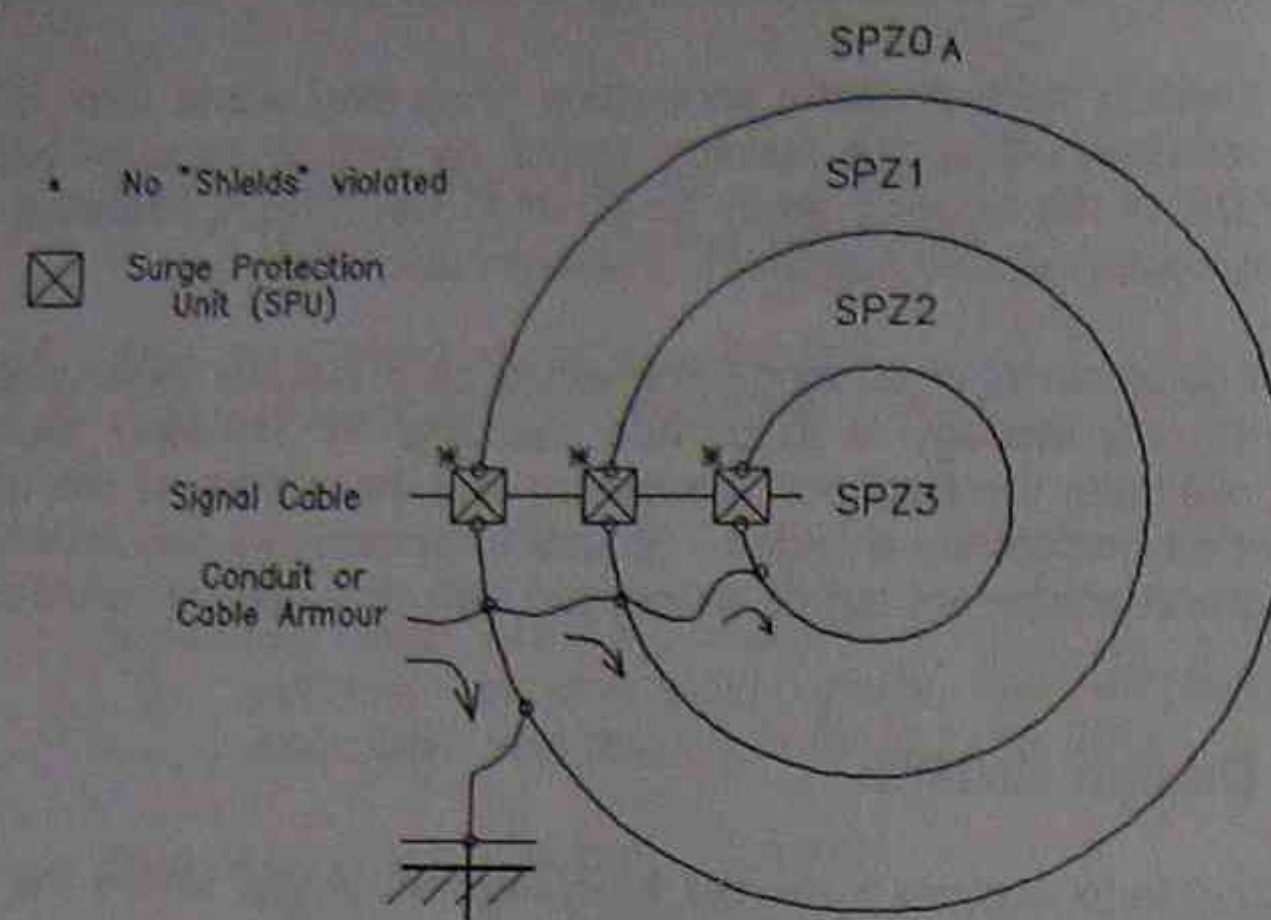 SPZ0A
SPZ1
* No "Shields" violated
Surge Protection
Unit (SPU)
SPZ2
* * *
Signal Cable
SPZ3
Conduit or
Cable Armour